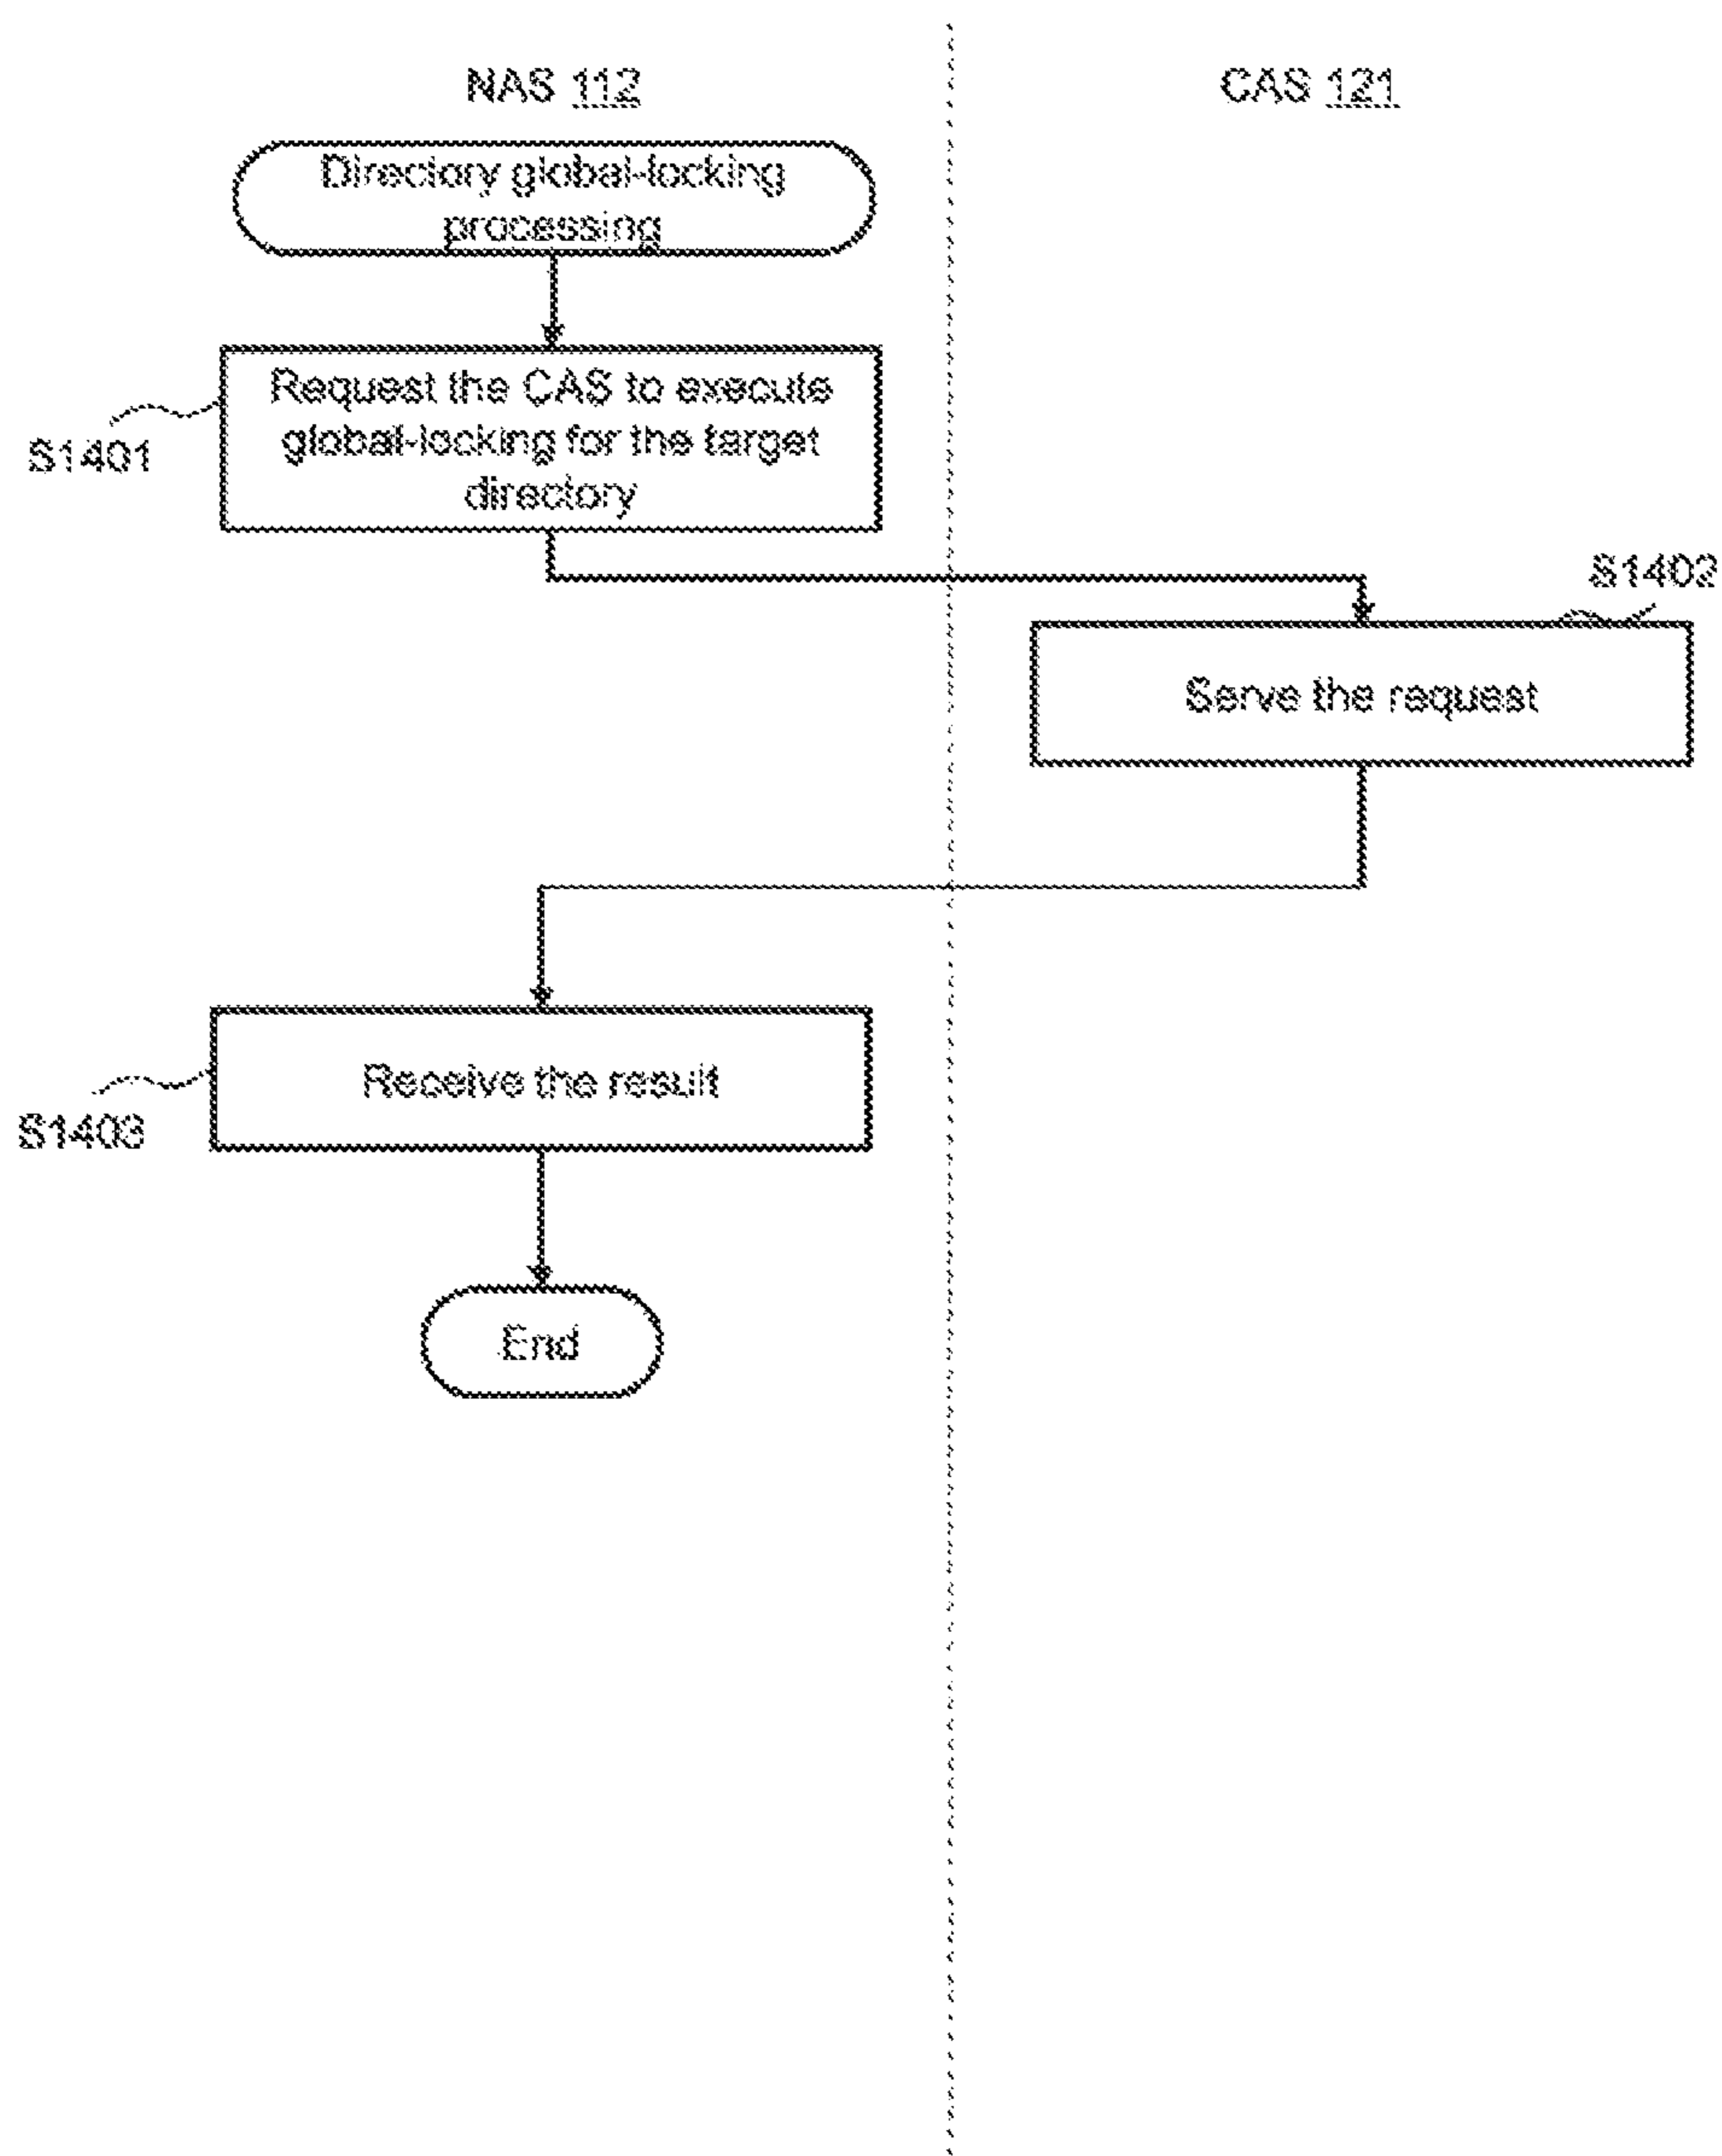 NAS 112
CAS 121
Directory global-locking
processing
Request the CAS to execute
global-locking for the target
directory
S1401
S1402
Serve the request
Receive the result
S1403
End